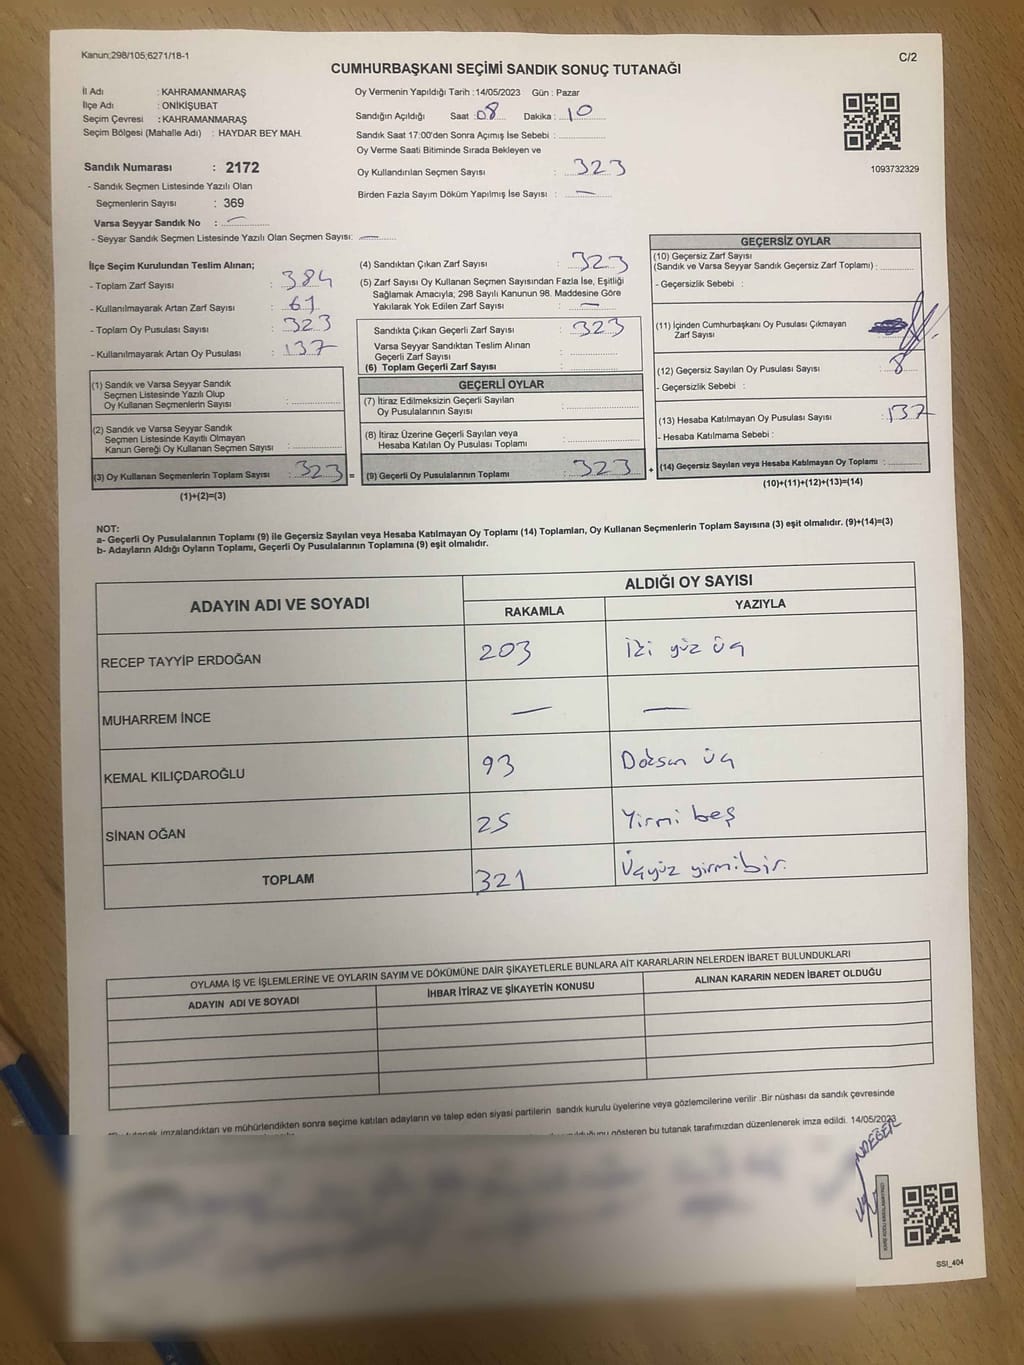 Kanun;298/105;6271/18-1
C/2
CUMHURBAŞKANI SEÇİMİ SANDIK SONUÇ TUTANAĞI
İl Adı : KAHRAMANMARAŞ
İlçe Adı : ONİKİŞUBAT
Seçim Çevresi : KAHRAMANMARAŞ
Seçim Bölgesi (Mahalle Adı) : HAYDAR BEY MAH.
Sandık Numarası : 2172
- Sandık Seçmen Listesinde Yazılı Olan
Seçmenlerin Sayısı : 369
Varsa Seyyar Sandık No : —
- Seyyar Sandık Seçmen Listesinde Yazılı Olan Seçmen Sayısı: —
Oy Vermenin Yapıldığı Tarih : 14/05/2023 Gün : Pazar
Sandığın Açıldığı Saat : 08 Dakika : 10
Sandık Saat 17:00'den Sonra Açımış İse Sebebi :
Oy Verme Saati Bitiminde Sırada Bekleyen ve
Oy Kullandırılan Seçmen Sayısı : 323
Birden Fazla Sayım Döküm Yapılmış İse Sayısı : —
1093732329
İlçe Seçim Kurulundan Teslim Alınan;
- Toplam Zarf Sayısı : 384
- Kullanılmayarak Artan Zarf Sayısı : 61
- Toplam Oy Pusulası Sayısı : 323
- Kullanılmayarak Artan Oy Pusulası : 137
(1) Sandık ve Varsa Seyyar Sandık
Seçmen Listesinde Yazılı Olup
Oy Kullanan Seçmenlerin Sayısı :
(2) Sandık ve Varsa Seyyar Sandık
Seçmen Listesinde Kayıtlı Olmayan
Kanun Gereği Oy Kullanan Seçmen Sayısı :
(3) Oy Kullanan Seçmenlerin Toplam Sayısı : 323 =
(1)+(2)=(3)
(4) Sandıktan Çıkan Zarf Sayısı : 323
(5) Zarf Sayısı Oy Kullanan Seçmen Sayısından Fazla İse, Eşitliği
Sağlamak Amacıyla, 298 Sayılı Kanunun 98. Maddesine Göre
Yakılarak Yok Edilen Zarf Sayısı : —
Sandıkta Çıkan Geçerli Zarf Sayısı : 323
Varsa Seyyar Sandıktan Teslim Alınan
Geçerli Zarf Sayısı :
(6) Toplam Geçerli Zarf Sayısı :
GEÇERLİ OYLAR
(7) İtiraz Edilmeksizin Geçerli Sayılan
Oy Pusulalarının Sayısı :
(8) İtiraz Üzerine Geçerli Sayılan veya
Hesaba Katılan Oy Pusulası Toplamı :
(9) Geçerli Oy Pusulalarının Toplamı : 323 +
GEÇERSİZ OYLAR
(10) Geçersiz Zarf Sayısı
(Sandık ve Varsa Seyyar Sandık Geçersiz Zarf Toplamı) :
- Geçersizlik Sebebi :
(11) İçinden Cumhurbaşkanı Oy Pusulası Çıkmayan
Zarf Sayısı :
(12) Geçersiz Sayılan Oy Pusulası Sayısı : 8
- Geçersizlik Sebebi :
(13) Hesaba Katılmayan Oy Pusulası Sayısı : 137
- Hesaba Katılmama Sebebi :
(14) Geçersiz Sayılan veya Hesaba Katılmayan Oy Toplamı :
(10)+(11)+(12)+(13)=(14)
NOT:
a- Geçerli Oy Pusulalarının Toplamı (9) ile Geçersiz Sayılan veya Hesaba Katılmayan Oy Toplamı (14) Toplamları, Oy Kullanan Seçmenlerin Toplam Sayısına (3) eşit olmalıdır. (9)+(14)=(3)
b- Adayların Aldığı Oyların Toplamı, Geçerli Oy Pusulalarının Toplamına (9) eşit olmalıdır.
ADAYIN ADI VE SOYADI
ALDIĞI OY SAYISI
RAKAMLA YAZIYLA
RECEP TAYYİP ERDOĞAN 203 İki yüz üç
MUHARREM İNCE — —
KEMAL KILIÇDAROĞLU 93 Doksan üç
SİNAN OĞAN 25 Yirmi beş
TOPLAM 321 Üçyüz yirmibir.
OYLAMA İŞ VE İŞLEMLERİNE VE OYLARIN SAYIM VE DÖKÜMÜNE DAİR ŞİKAYETLERLE BUNLARA AİT KARARLARIN NELERDEN İBARET BULUNDUKLARI
ADAYIN ADI VE SOYADI İHBAR İTİRAZ VE ŞİKAYETİN KONUSU ALINAN KARARIN NEDEN İBARET OLDUĞU
tutanak imzalandıktan ve mühürlendikten sonra seçime katılan adayların ve talep eden siyasi partilerin sandık kurulu üyelerine veya gözlemcilerine verilir .Bir nüshası da sandık çevresinde
gösteren bu tutanak tarafımızdan düzenlenerek imza edildi. 14/05/2023
SSI_404